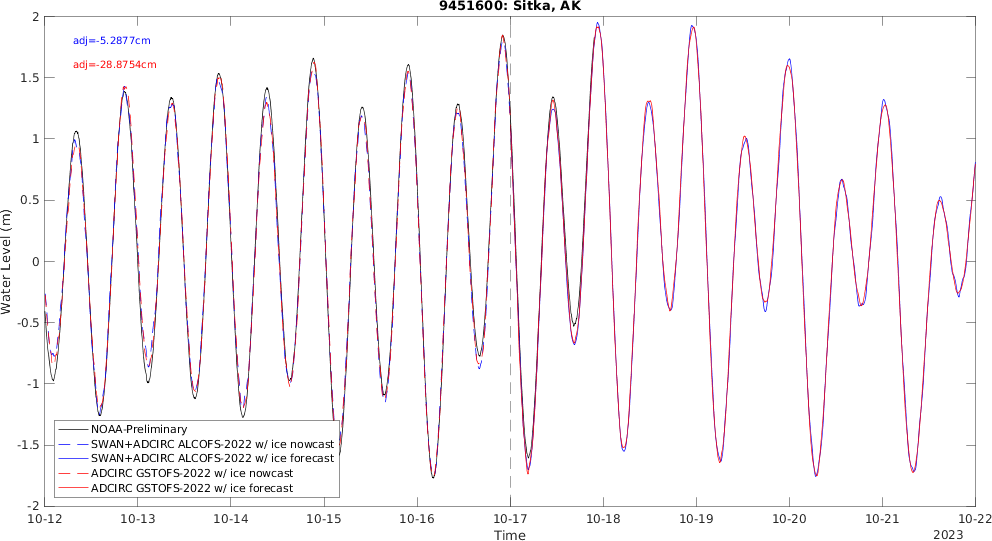 9451600: Sitka, AK
adj=-5.2877cm
adj=-28.8754cm
2
1.5
1
0.5
0
-0.5
-1
-1.5
-2
Water Level (m)
NOAA-Preliminary
SWAN+ADCIRC ALCOFS-2022 w/ ice nowcast
SWAN+ADCIRC ALCOFS-2022 w/ ice forecast
ADCIRC GSTOFS-2022 w/ ice nowcast
ADCIRC GSTOFS-2022 w/ ice forecast
10-12 10-13 10-14 10-15 10-16 10-17 10-18 10-19 10-20 10-21 10-22
Time
2023